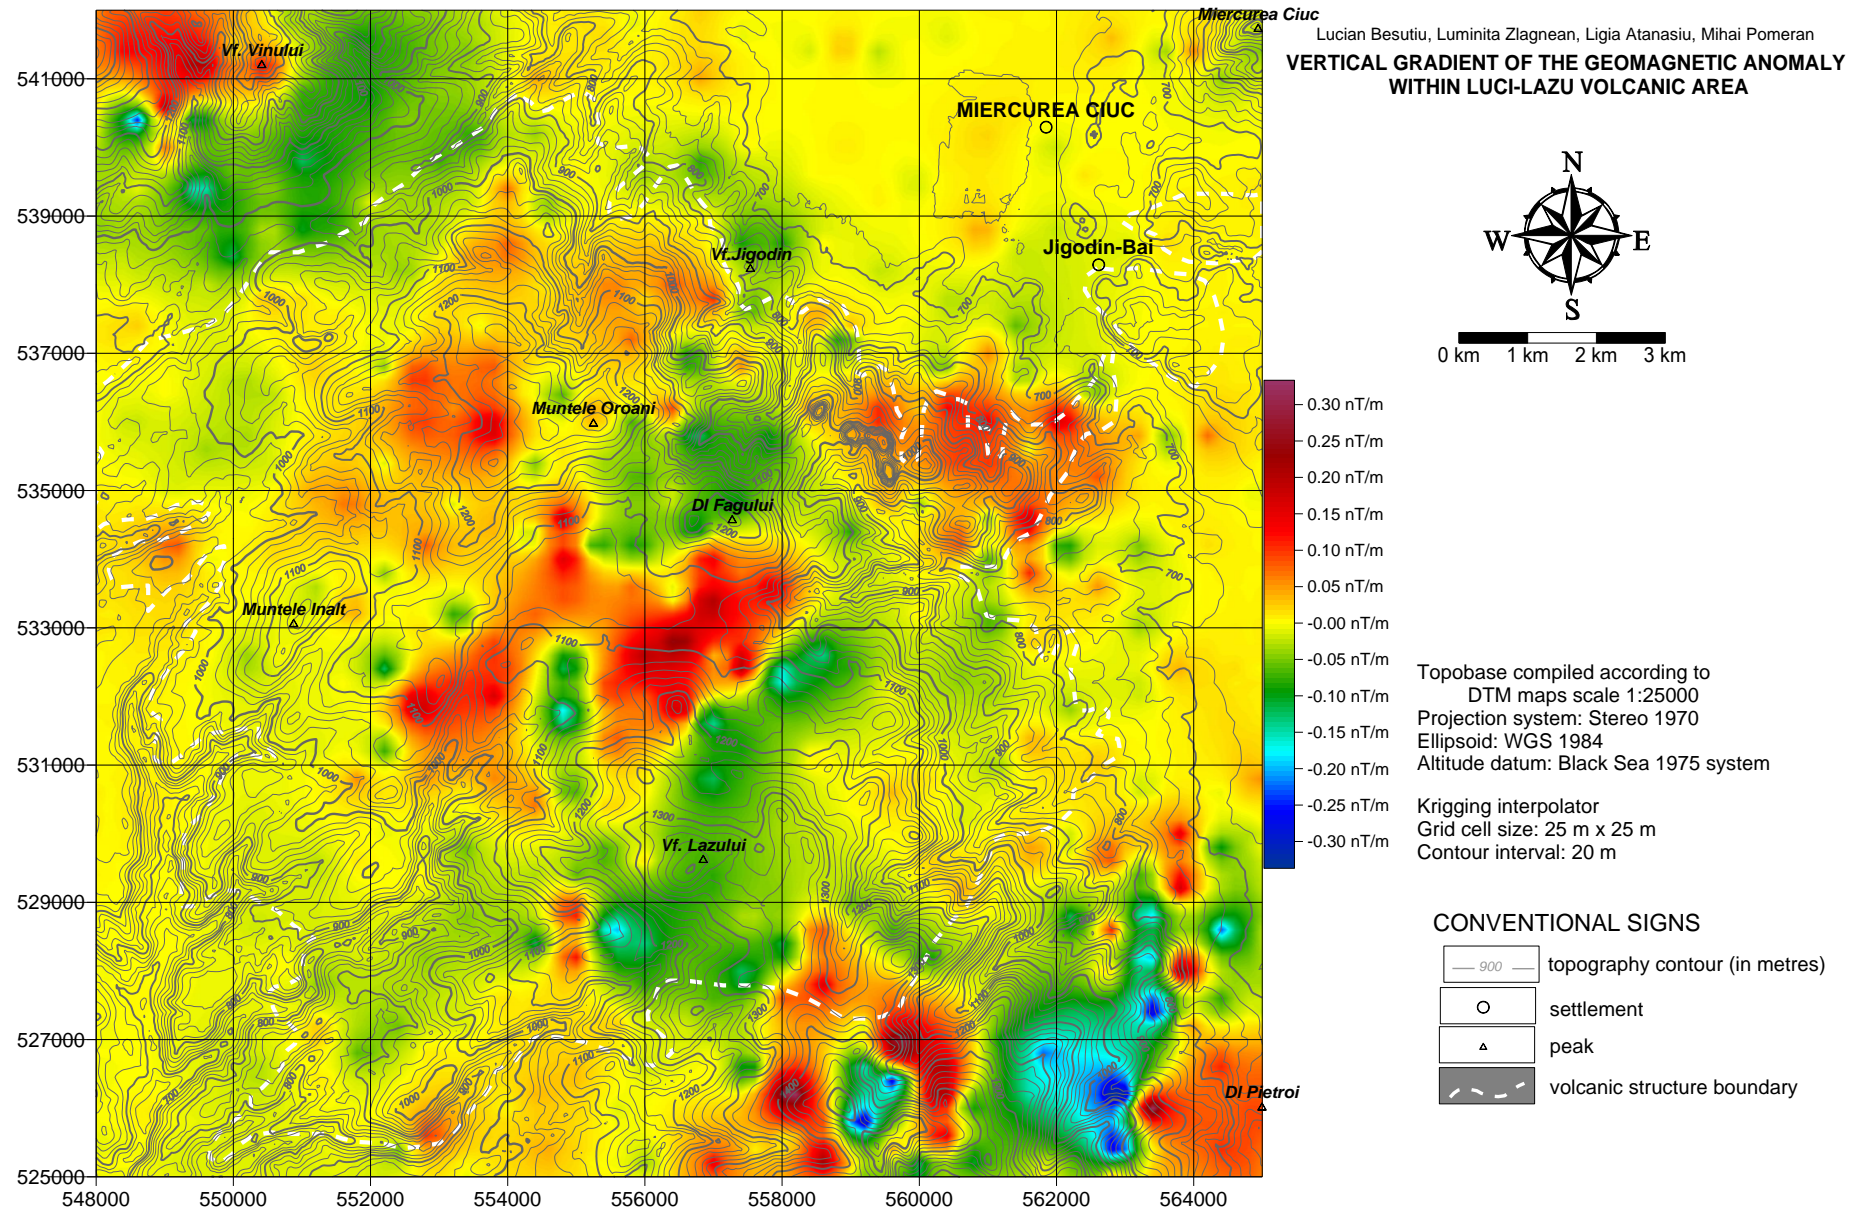 Lucian Besutiu, Luminita Zlagnean, Ligia Atanasiu, Mihai Pomeran
VERTICAL GRADIENT OF THE GEOMAGNETIC ANOMALY
WITHIN LUCI-LAZU VOLCANIC AREA
N
W E
S
0 km 1 km 2 km 3 km
0.30 nT/m
0.25 nT/m
0.20 nT/m
0.15 nT/m
0.10 nT/m
0.05 nT/m
-0.00 nT/m
-0.05 nT/m
-0.10 nT/m
-0.15 nT/m
-0.20 nT/m
-0.25 nT/m
-0.30 nT/m
Topobase compiled according to
DTM maps scale 1:25000
Projection system: Stereo 1970
Ellipsoid: WGS 1984
Altitude datum: Black Sea 1975 system
Krigging interpolator
Grid cell size: 25 m x 25 m
Contour interval: 20 m
CONVENTIONAL SIGNS
900
topography contour (in metres)
settlement
peak
volcanic structure boundary
Miercurea Ciuc
Vf. Vinului
MIERCUREA CIUC
Jigodin-Bai
Vf.Jigodin
Muntele Oroani
Dl Fagului
Muntele Inalt
Vf. Lazului
Dl Pietroi
541000
539000
537000
535000
533000
531000
529000
527000
525000
548000 550000 552000 554000 556000 558000 560000 562000 564000